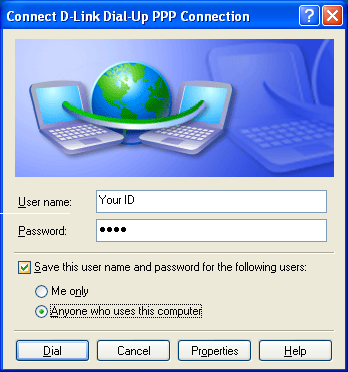 Connect D-Link Dial-Up PPP Connection
User name: Your ID
Password: ●●●●
Save this user name and password for the following users:
Me only
Anyone who uses this computer
Dial Cancel Properties Help